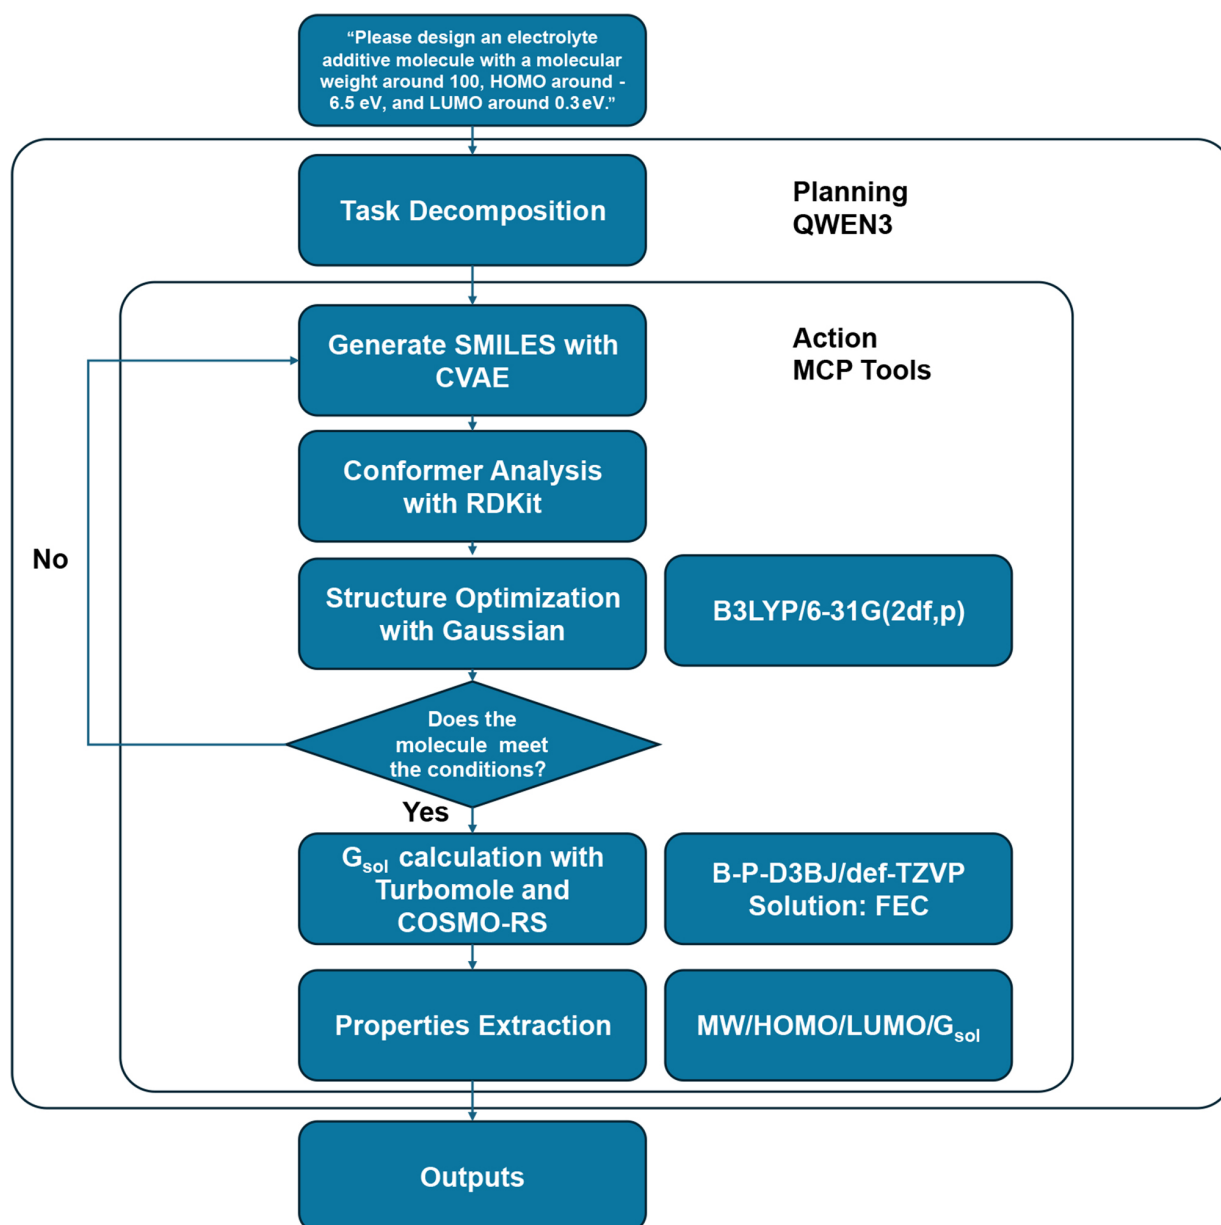 “Please design an electrolyte
additive molecule with a molecular
weight around 100, HOMO around -
6.5 eV, and LUMO around 0.3 eV.”
Task Decomposition
Planning
QWEN3
Generate SMILES with
CVAE
Action
MCP Tools
Conformer Analysis
with RDKit
No
Structure Optimization
with Gaussian
B3LYP/6-31G(2df,p)
Does the
molecule meet
the conditions?
Yes
Gsol calculation with
Turbomole and
COSMO-RS
B-P-D3BJ/def-TZVP
Solution: FEC
Properties Extraction
MW/HOMO/LUMO/Gsol
Outputs